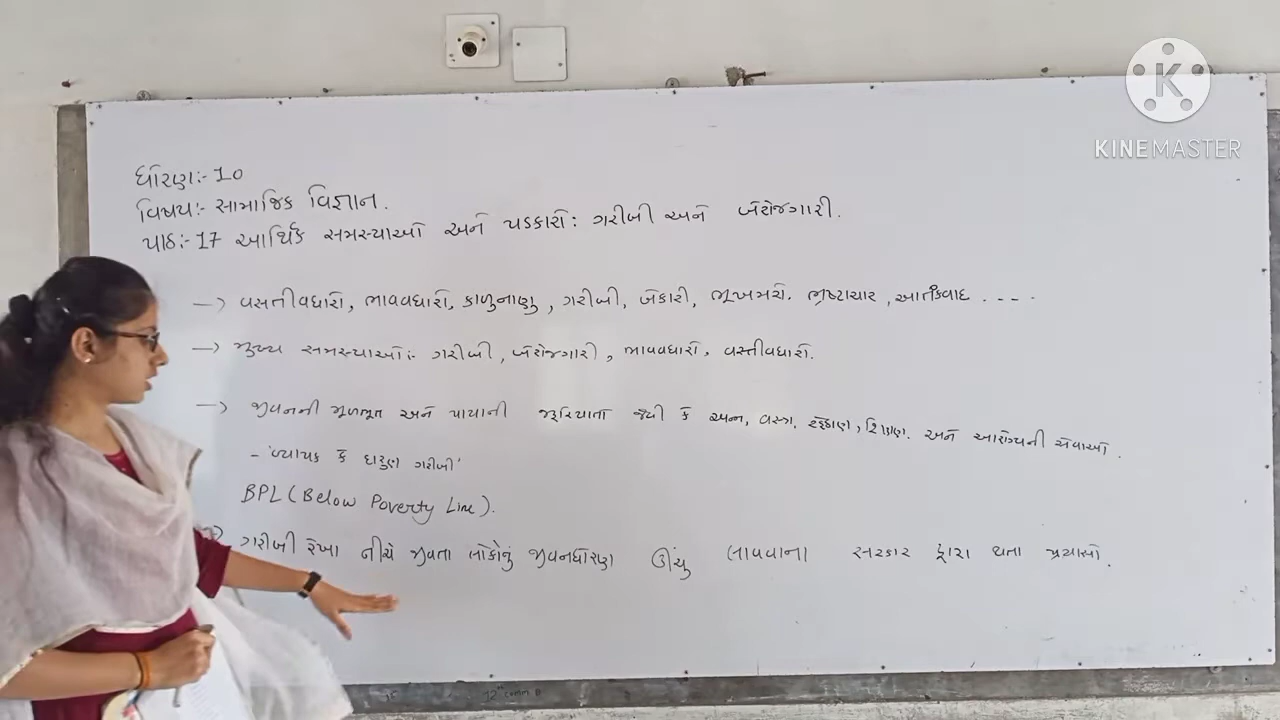 K
KINEMASTER
ધોરણ:- 10
વિષય:- સામાજિક વિજ્ઞાન.
પાઠ:- 17 આર્થિક સમસ્યાઓ અને પડકારો: ગરીબી અને બેરોજગારી.
→ વસતીવધારો, ભાવવધારો, કાળુનાણુ, ગરીબી, બેકારી, ભૂખમરો. ભ્રષ્ટાચાર, આતંકવાદ ....
→ મુખ્ય સમસ્યાઓ:- ગરીબી, બેરોજગારી, ભાવવધારો, વસ્તીવધારો.
→ જીવનની મૂળભૂત અને પાયાની જરૂરિયાતો જેવી કે અન્ન, વસ્ત્ર, રહેઠાણ, શિક્ષણ. અને આરોગ્યની સેવાઓ.
- 'વ્યાપક કે દારુણ ગરીબી'
BPL (Below Poverty Line).
ગરીબી રેખા નીચે જીવતા લોકોનું જીવનધોરણ ઊંચુ લાવવાના સરકાર દ્વારા થતા પ્રયાસો.
12th comm B